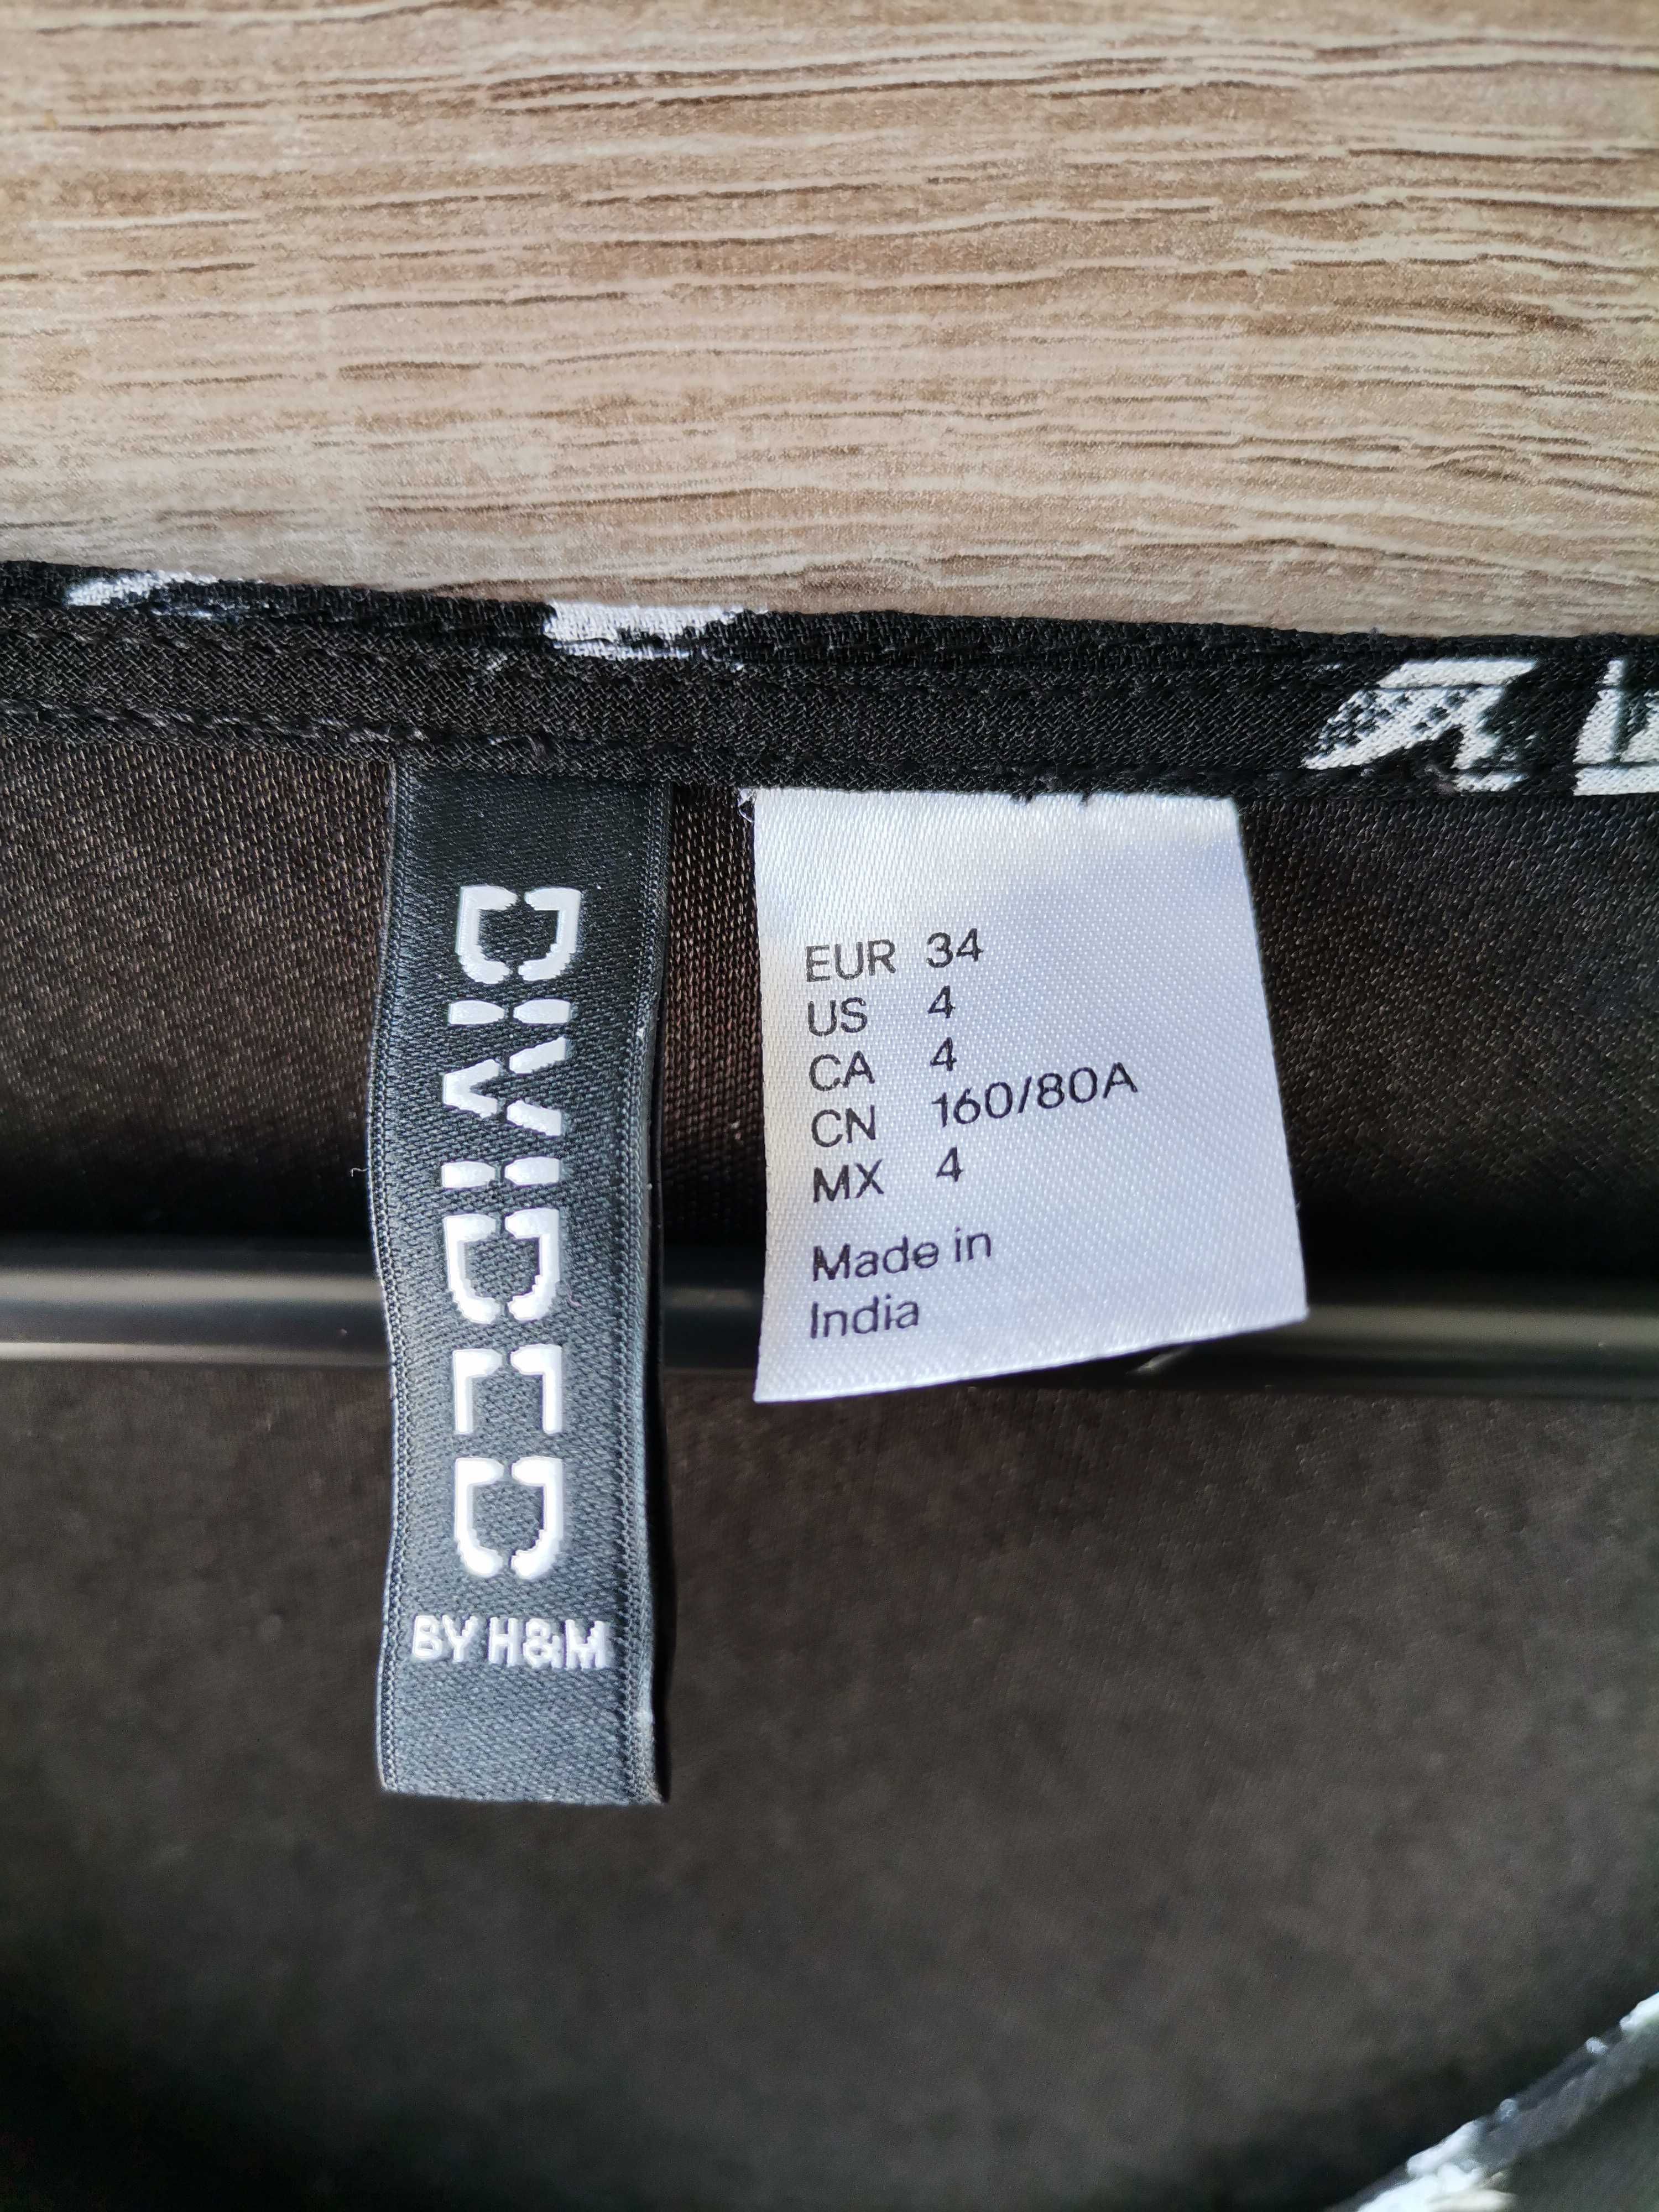 DIVIDED
BY H&M
EUR 34
US 4
CA 4
CN 160/80A
MX 4
Made in
India